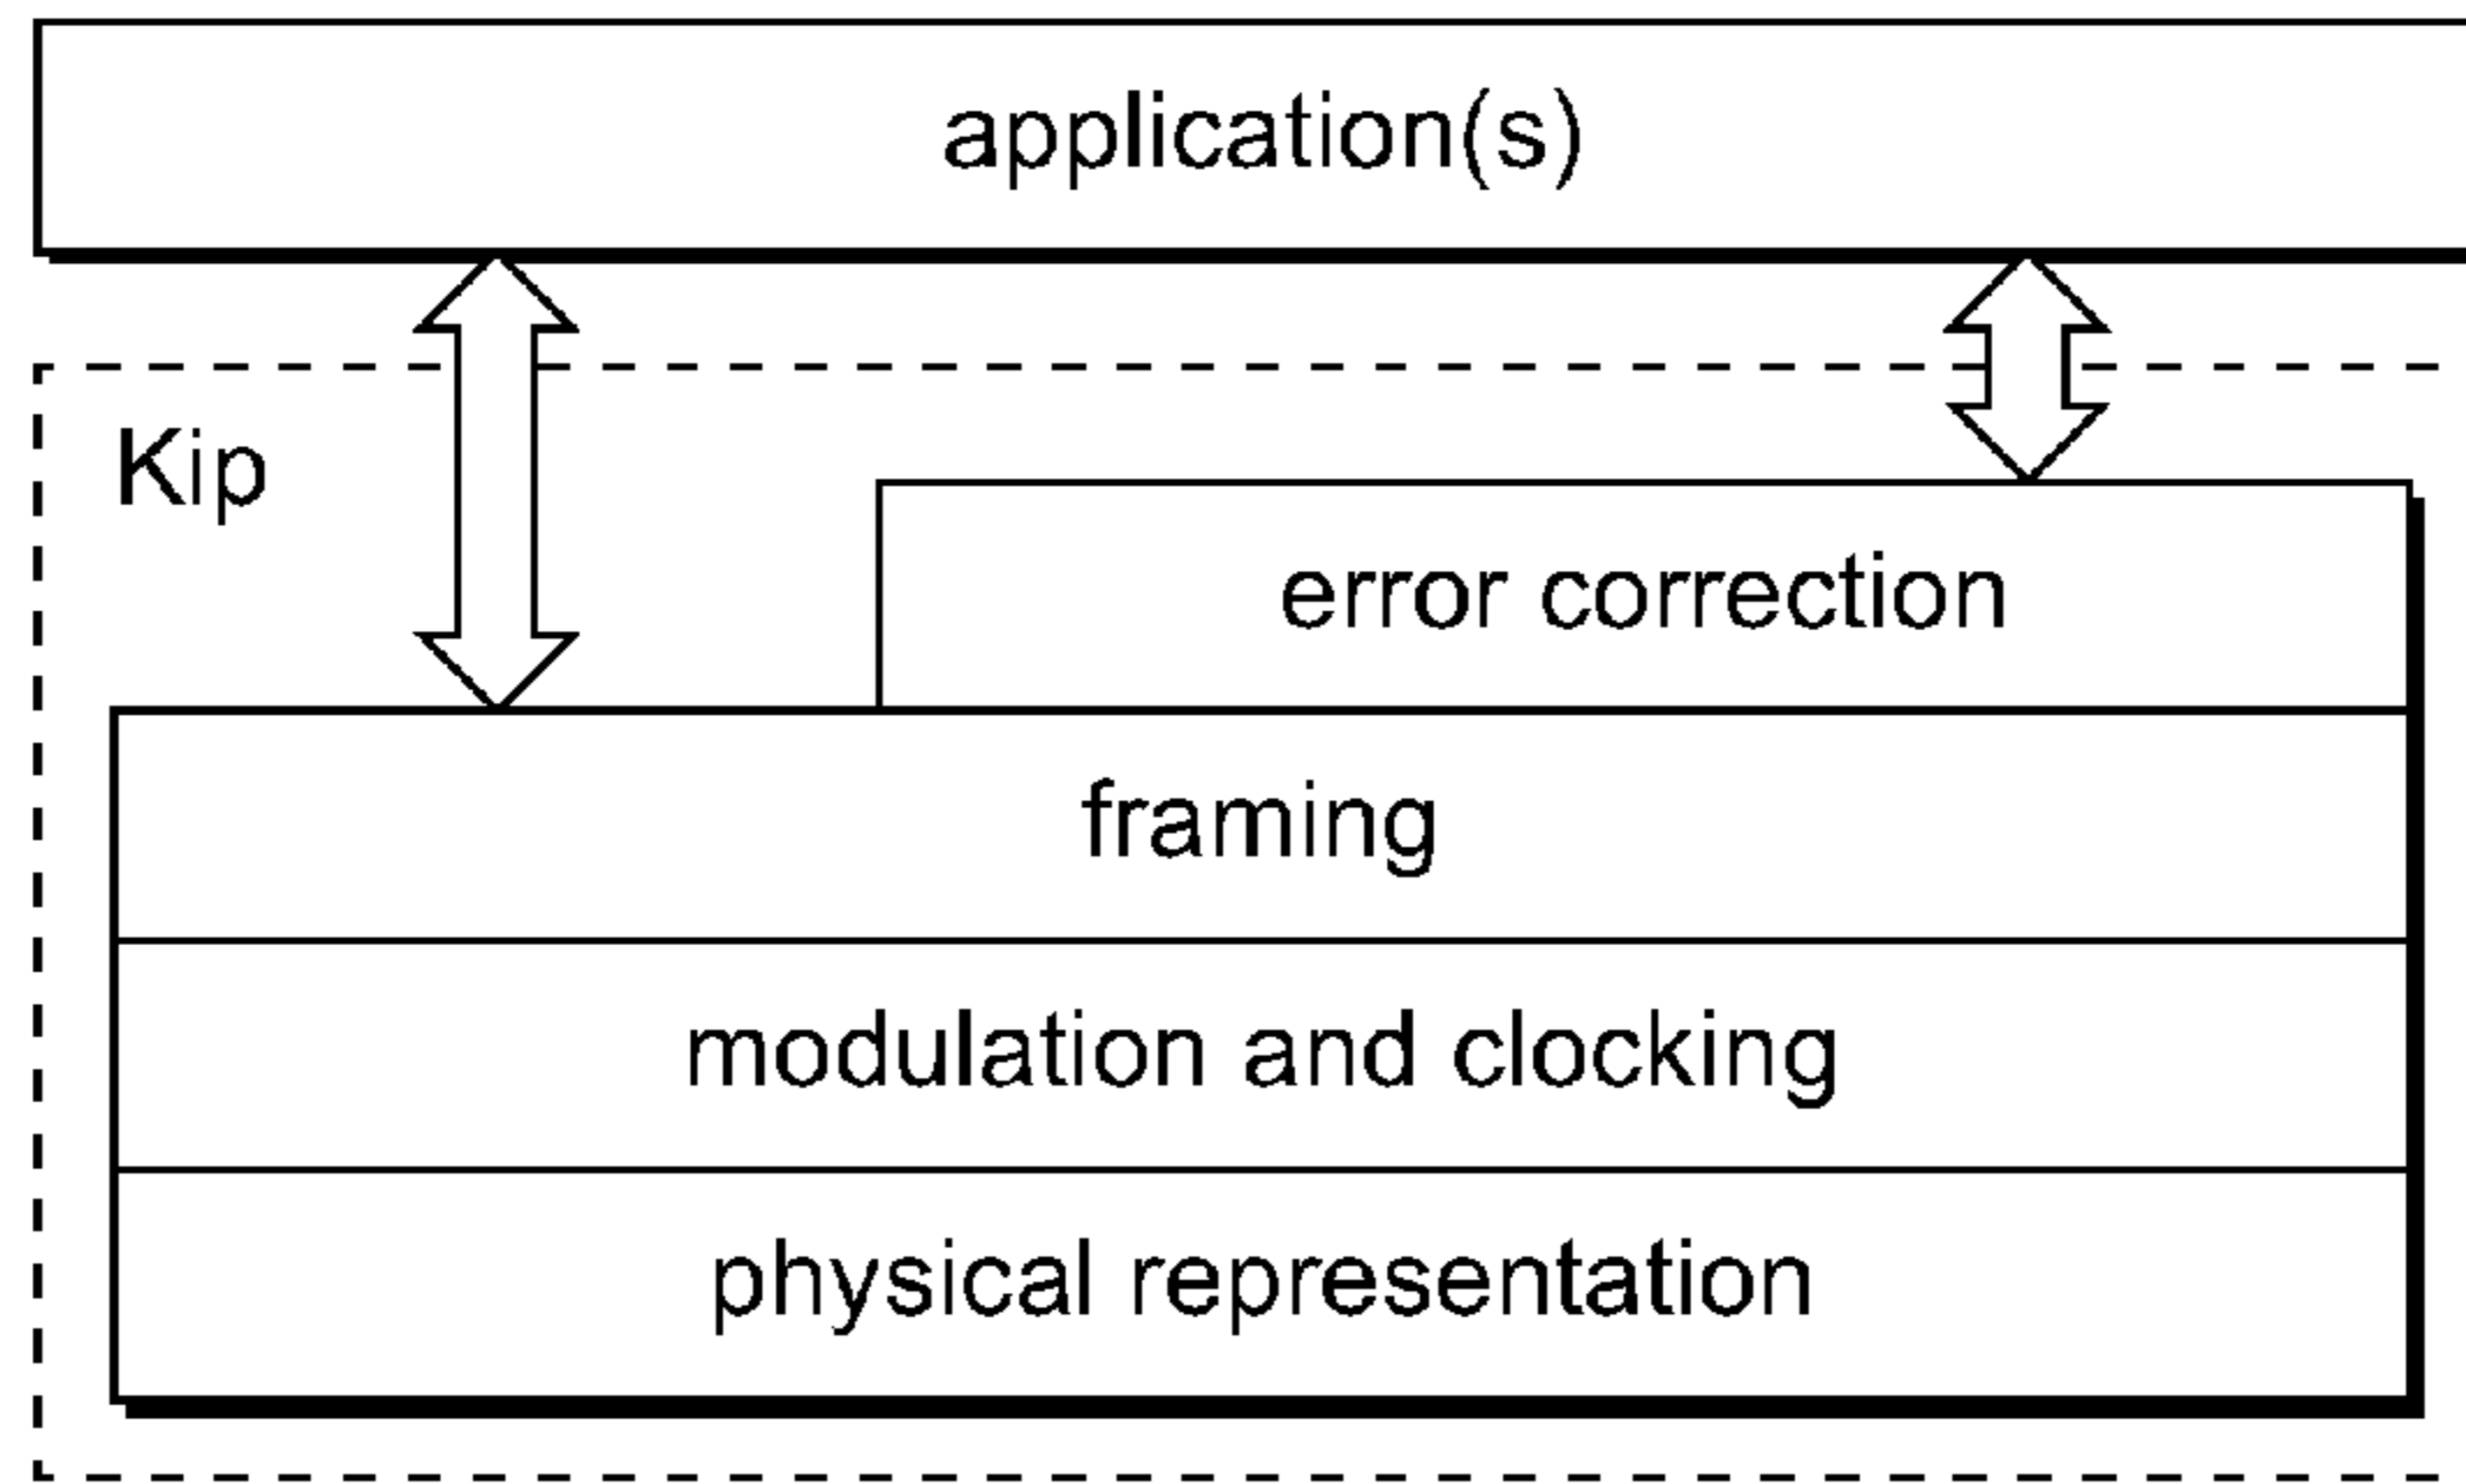 application(s)
Kip
error correction
framing
modulation and clocking
physical representation